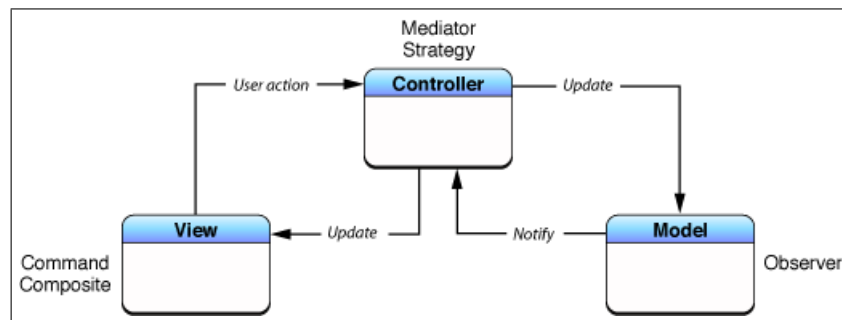 Mediator
Strategy
Controller
User action
Update
View
Update
Notify
Model
Command
Composite
Observer